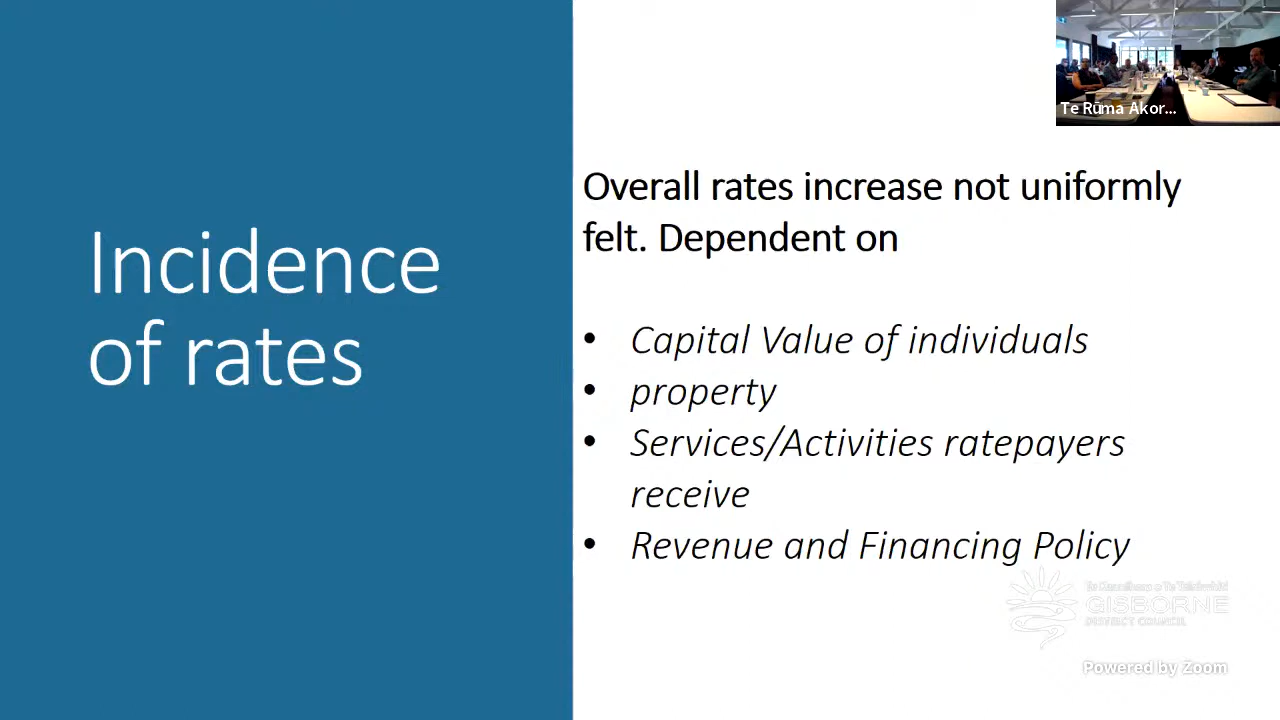 Te Rūma Akor...
Incidence
of rates
Overall rates increase not uniformly
felt. Dependent on
• Capital Value of individuals
• property
• Services/Activities ratepayers
receive
• Revenue and Financing Policy
GISBORNE
DISTRICT COUNCIL
Powered by Zoom